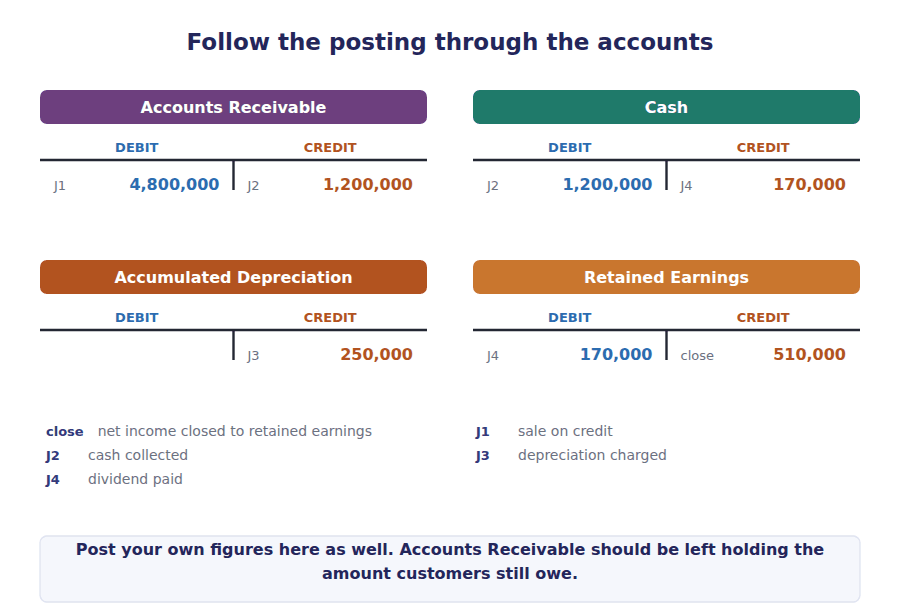 Follow the posting through the accounts
Accounts Receivable
DEBIT CREDIT
J1 4,800,000 J2 1,200,000
Cash
DEBIT CREDIT
J2 1,200,000 J4 170,000
Accumulated Depreciation
DEBIT CREDIT
J3 250,000
Retained Earnings
DEBIT CREDIT
J4 170,000 close 510,000
close net income closed to retained earnings
J2 cash collected
J4 dividend paid
J1 sale on credit
J3 depreciation charged
Post your own figures here as well. Accounts Receivable should be left holding the
amount customers still owe.